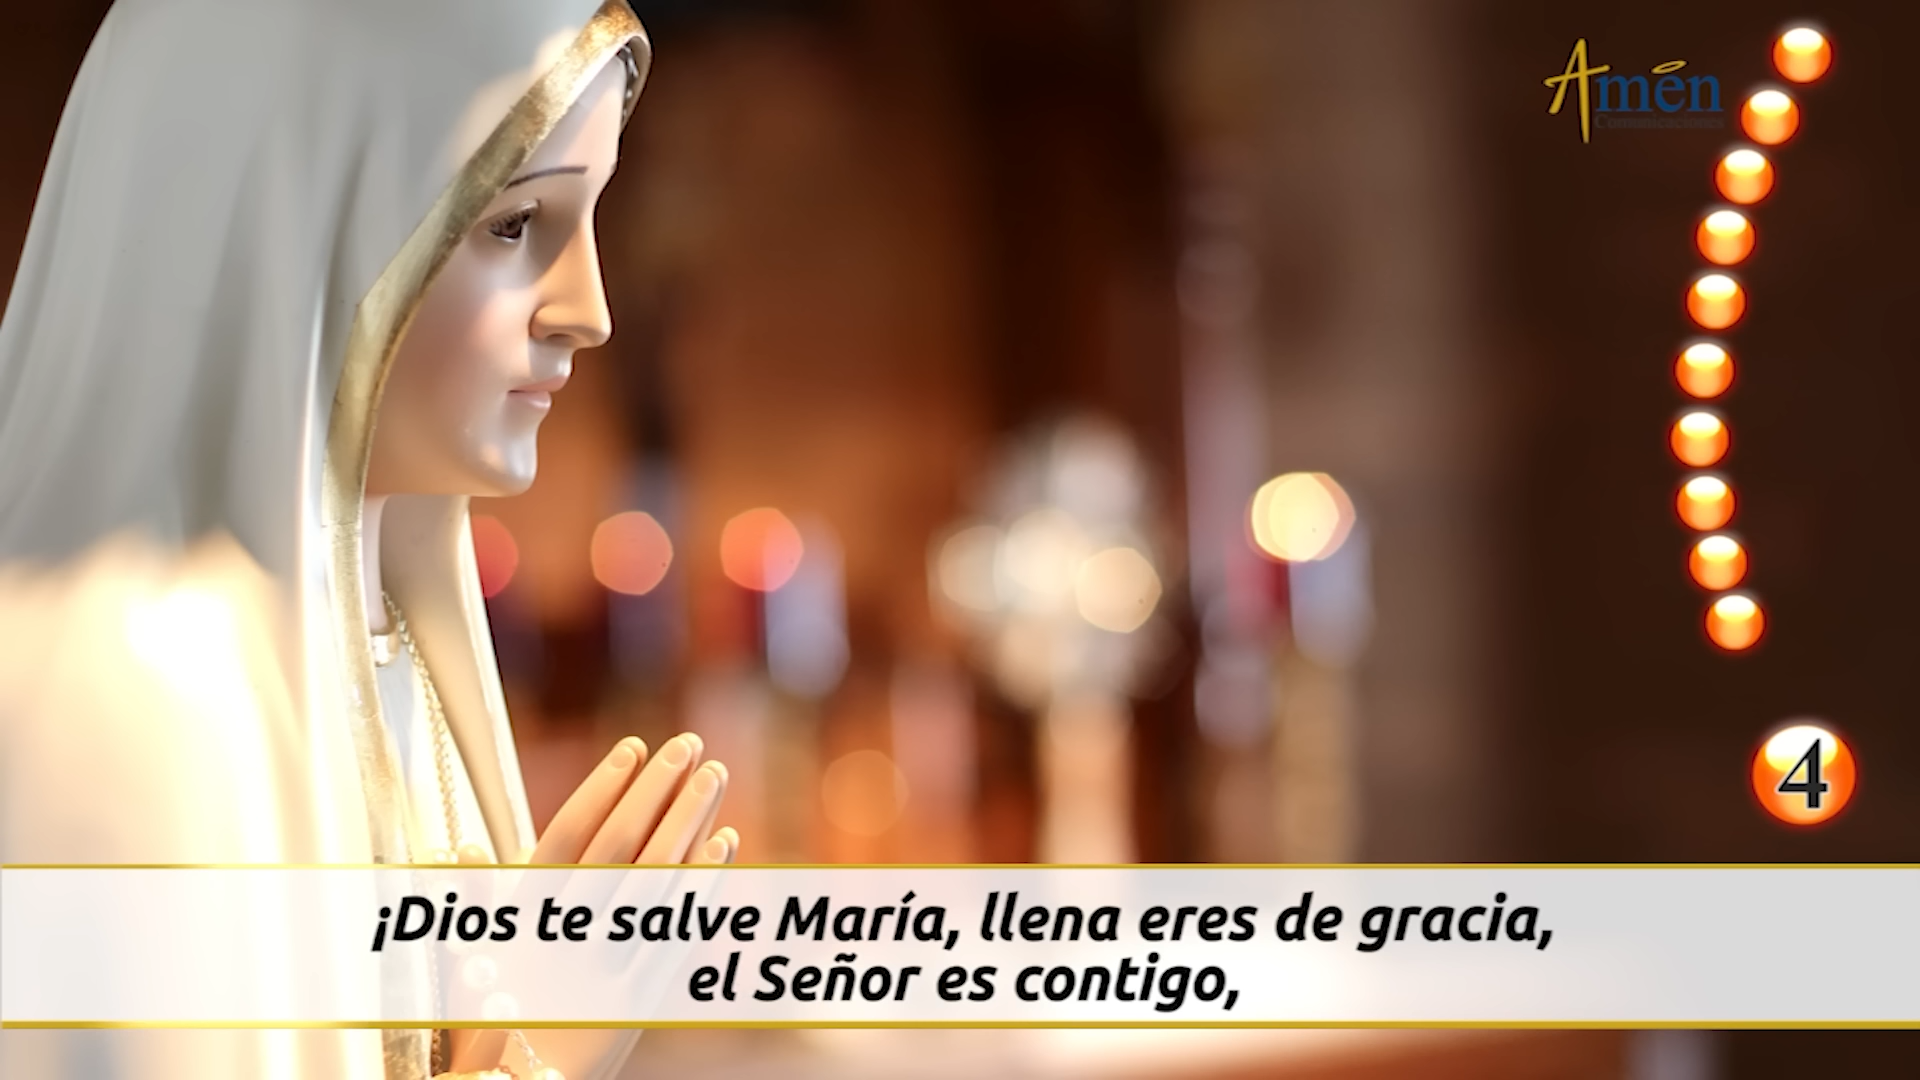 Amén
Comunicaciones
4
¡Dios te salve María, llena eres de gracia,
el Señor es contigo,